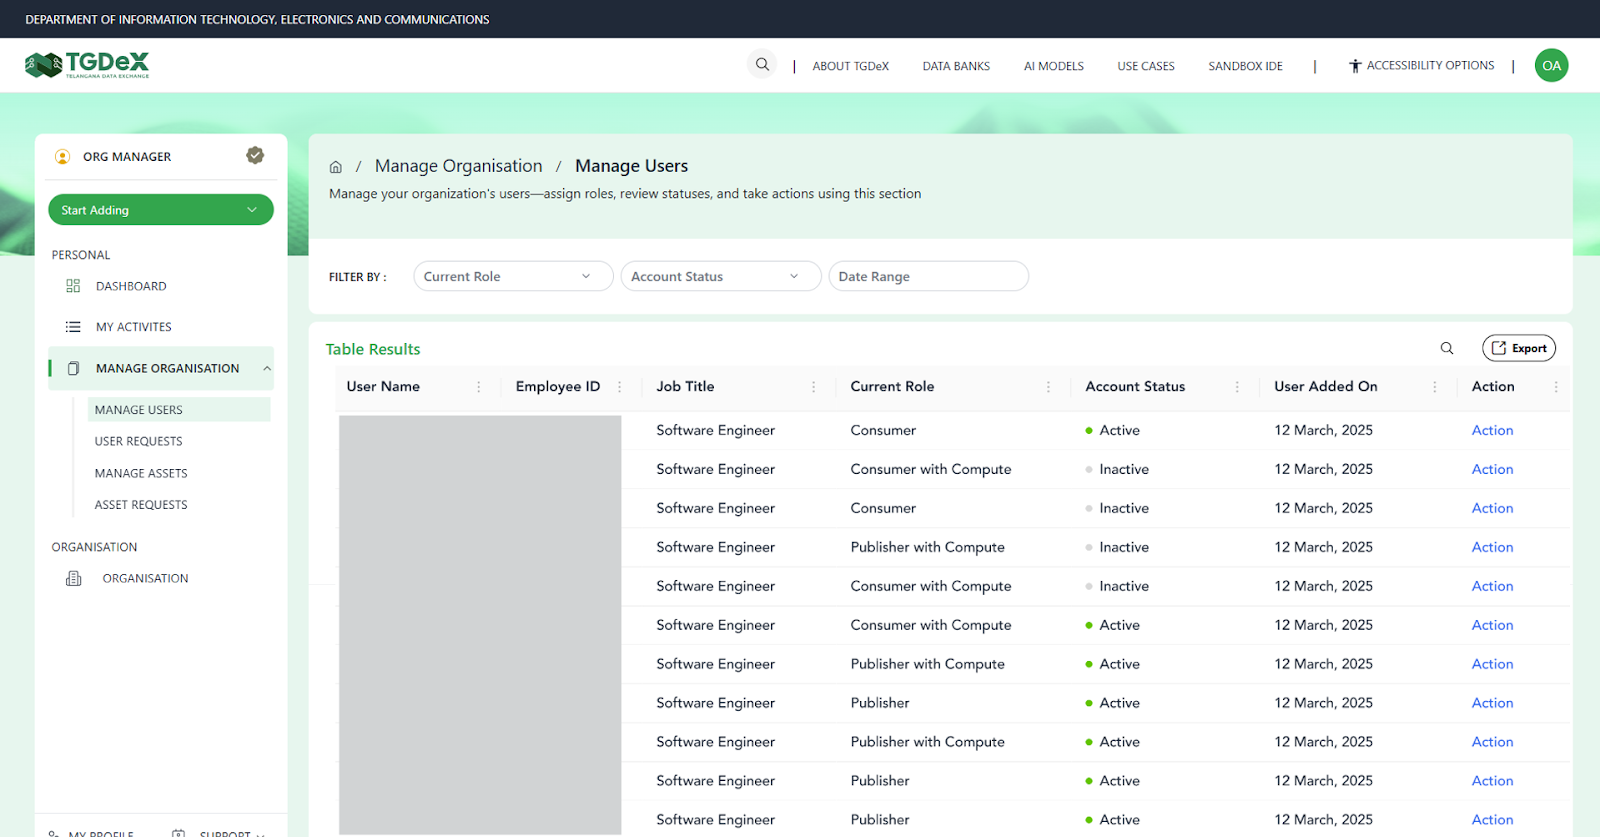 DEPARTMENT OF INFORMATION TECHNOLOGY, ELECTRONICS AND COMMUNICATIONS
TGDeX
TELANGANA DATA EXCHANGE
| ABOUT TGDeX DATA BANKS AI MODELS USE CASES SANDBOX IDE | ACCESSIBILITY OPTIONS | OA
ORG MANAGER
Start Adding
PERSONAL
DASHBOARD
MY ACTIVITES
MANAGE ORGANISATION
MANAGE USERS
USER REQUESTS
MANAGE ASSETS
ASSET REQUESTS
ORGANISATION
ORGANISATION
MY PROFILE SUPPORT
/ Manage Organisation / Manage Users
Manage your organization's users—assign roles, review statuses, and take actions using this section
FILTER BY : Current Role Account Status Date Range
Table Results Export
User Name Employee ID Job Title Current Role Account Status User Added On Action
Software Engineer Consumer Active 12 March, 2025 Action
Software Engineer Consumer with Compute Inactive 12 March, 2025 Action
Software Engineer Consumer Inactive 12 March, 2025 Action
Software Engineer Publisher with Compute Inactive 12 March, 2025 Action
Software Engineer Consumer with Compute Inactive 12 March, 2025 Action
Software Engineer Consumer with Compute Active 12 March, 2025 Action
Software Engineer Publisher with Compute Active 12 March, 2025 Action
Software Engineer Publisher Active 12 March, 2025 Action
Software Engineer Publisher with Compute Active 12 March, 2025 Action
Software Engineer Publisher Active 12 March, 2025 Action
Software Engineer Publisher Active 12 March, 2025 Action